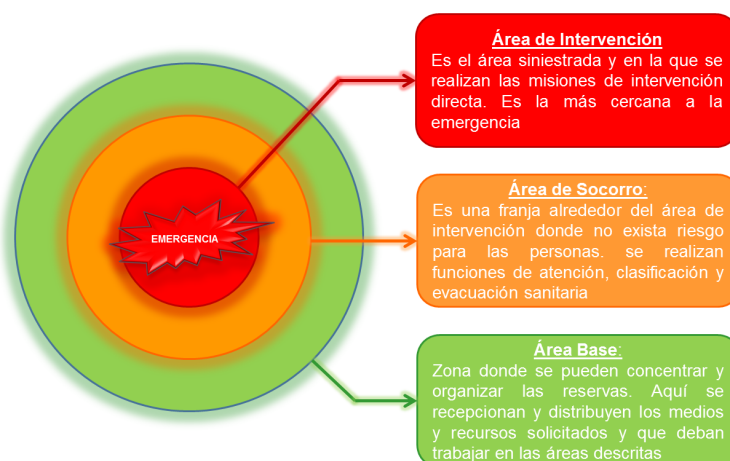 EMERGENCIA
Área de Intervención
Es el área siniestrada y en la que se
realizan las misiones de intervención
directa. Es la más cercana a la
emergencia
Área de Socorro:
Es una franja alrededor del área de
intervención donde no exista riesgo
para las personas. se realizan
funciones de atención, clasificación y
evacuación sanitaria
Área Base:
Zona donde se pueden concentrar y
organizar las reservas. Aquí se
recepcionan y distribuyen los medios
y recursos solicitados y que deban
trabajar en las áreas descritas